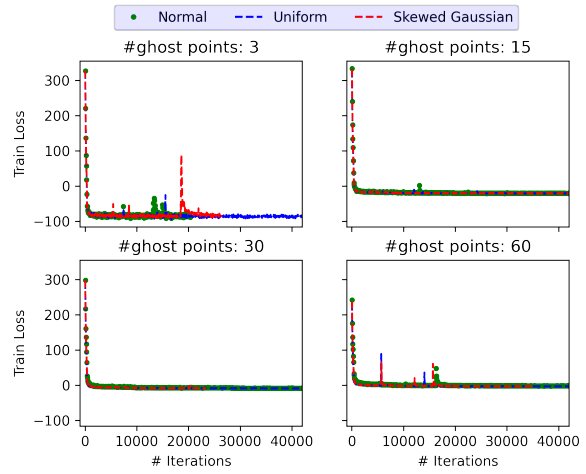 Normal Uniform Skewed Gaussian
#ghost points: 3 #ghost points: 15
Train Loss
300
200
100
0
−100
#ghost points: 30 #ghost points: 60
Train Loss
300
200
100
0
−100
0 10000 20000 30000 40000 0 10000 20000 30000 40000
# Iterations # Iterations